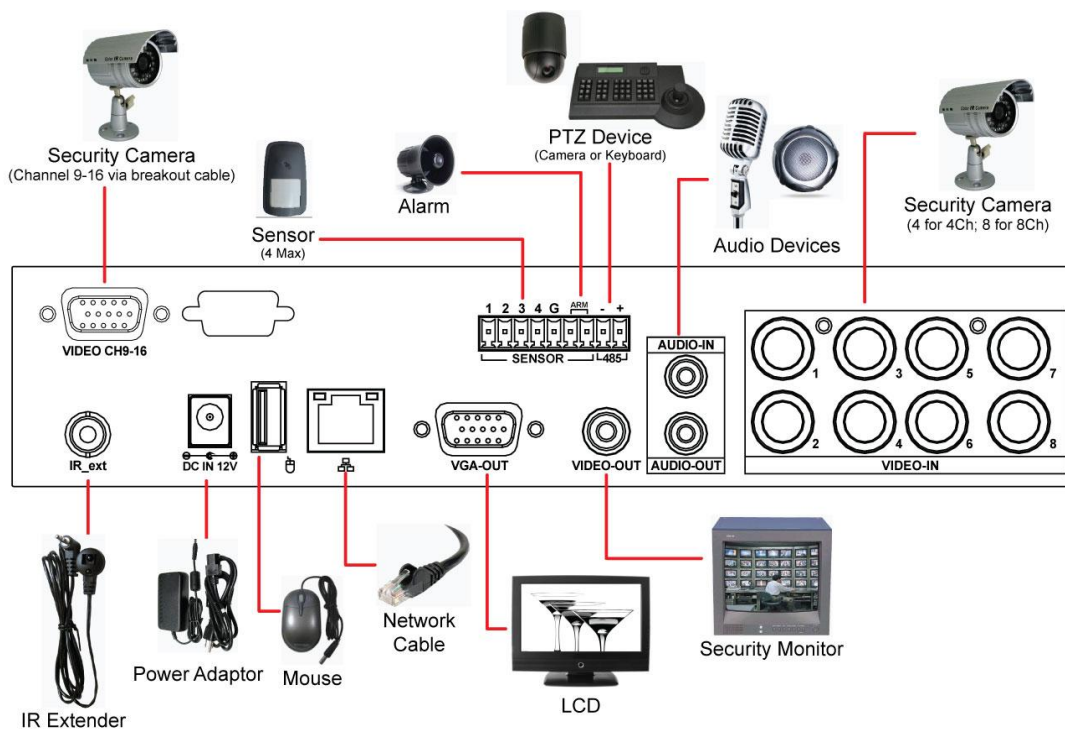 Security Camera
(Channel 9-16 via breakout cable)
Sensor
(4 Max)
Alarm
PTZ Device
(Camera or Keyboard)
Audio Devices
Security Camera
(4 for 4Ch; 8 for 8Ch)
VIDEO CH9-16
1 2 3 4 G ARM - +
SENSOR 485
AUDIO-IN
AUDIO-OUT
1 3 5 7
2 4 6 8
VIDEO-IN
IR_ext
DC IN 12V
VGA-OUT
VIDEO-OUT
IR Extender
Power Adaptor
Mouse
Network
Cable
LCD
Security Monitor